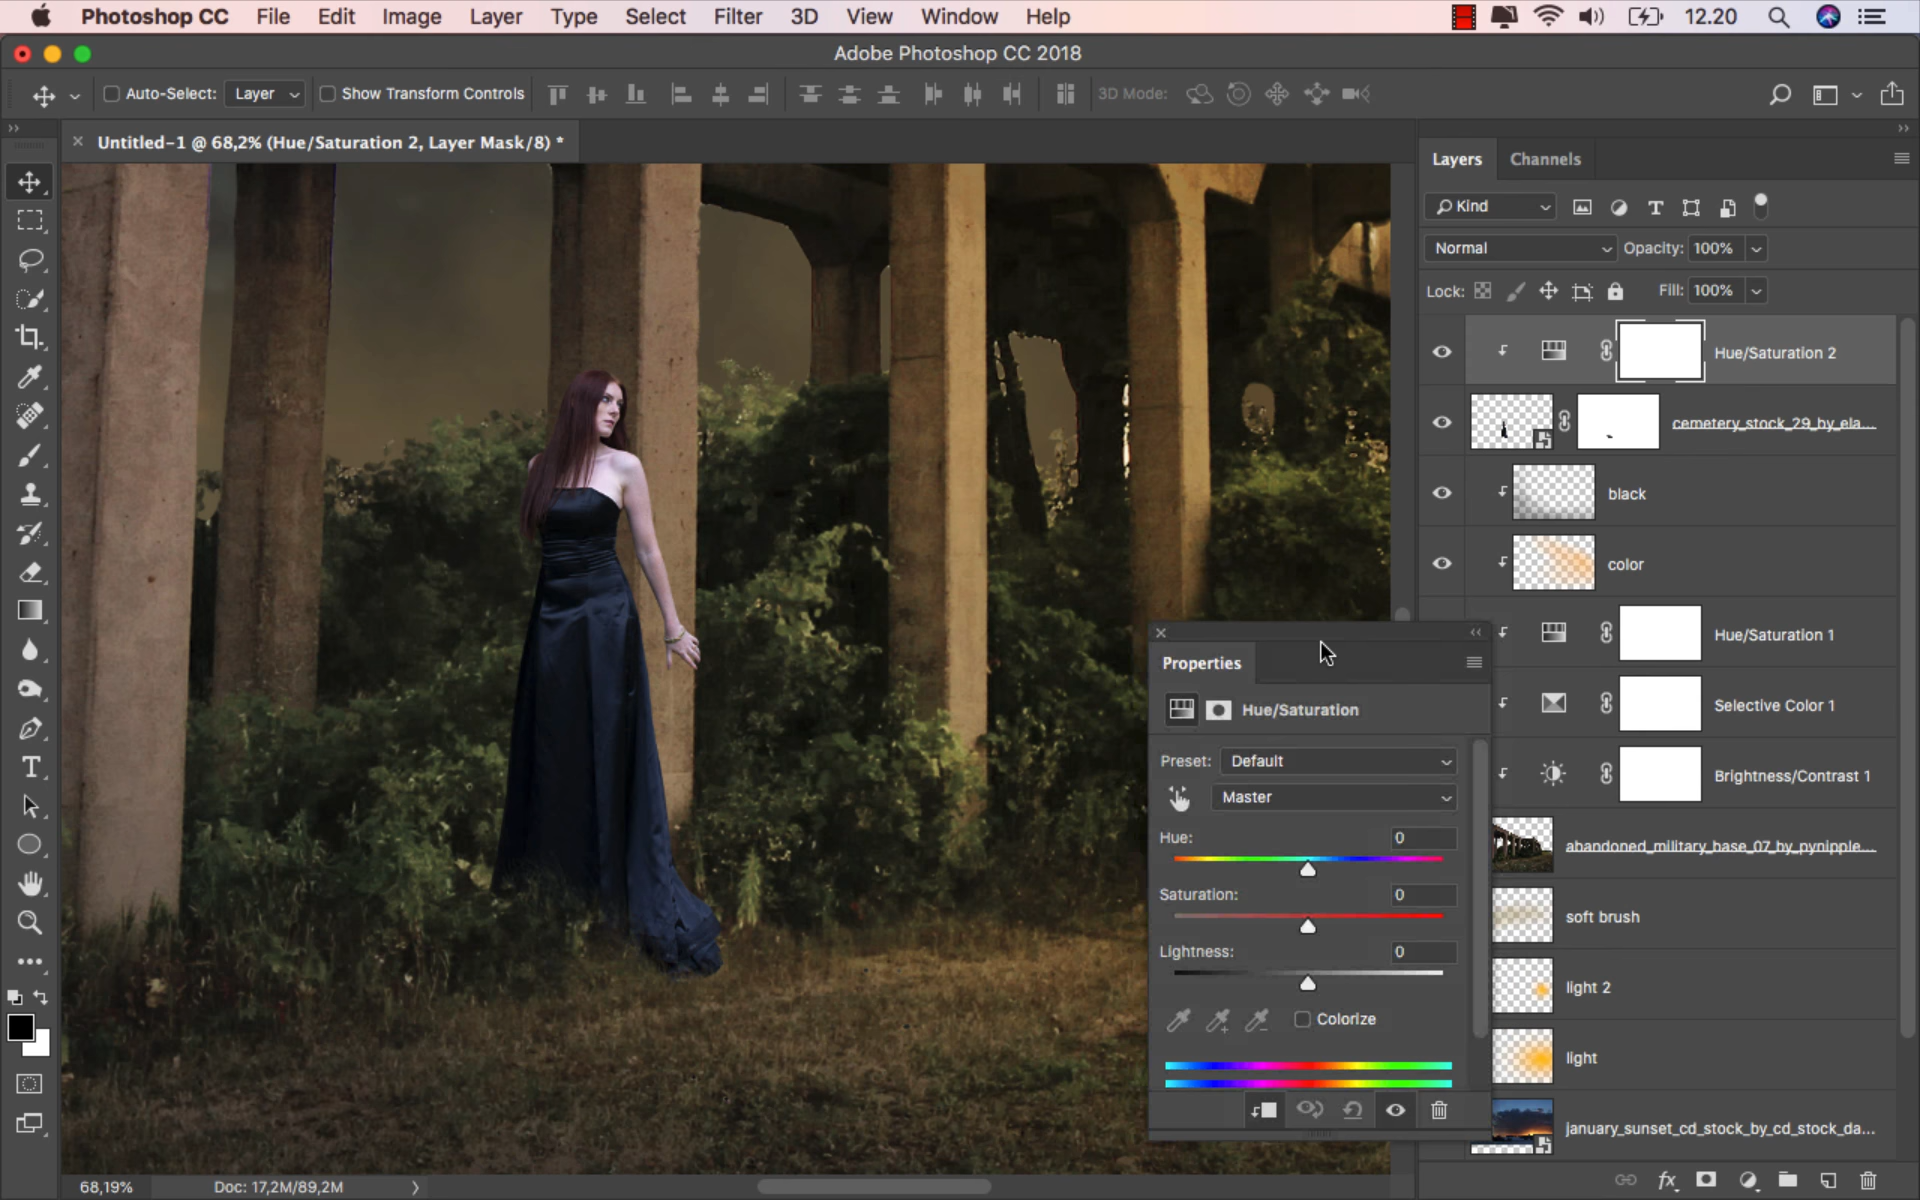 Photoshop CC File Edit Image Layer Type Select Filter 3D View Window Help 12.20
Adobe Photoshop CC 2018
Auto-Select: Layer Show Transform Controls 3D Mode:
Untitled-1 @ 68,2% (Hue/Saturation 2, Layer Mask/8) *
Layers Channels
Kind
Normal Opacity: 100%
Lock: Fill: 100%
Hue/Saturation 2
cemetery_stock_29_by_ela...
black
color
Hue/Saturation 1
Selective Color 1
Brightness/Contrast 1
abandoned_military_base_07_by_pynipple...
soft brush
light 2
light
january_sunset_cd_stock_by_cd_stock_da...
Properties
Hue/Saturation
Preset: Default
Master
Hue: 0
Saturation: 0
Lightness: 0
Colorize
68,19% Doc: 17,2M/89,2M